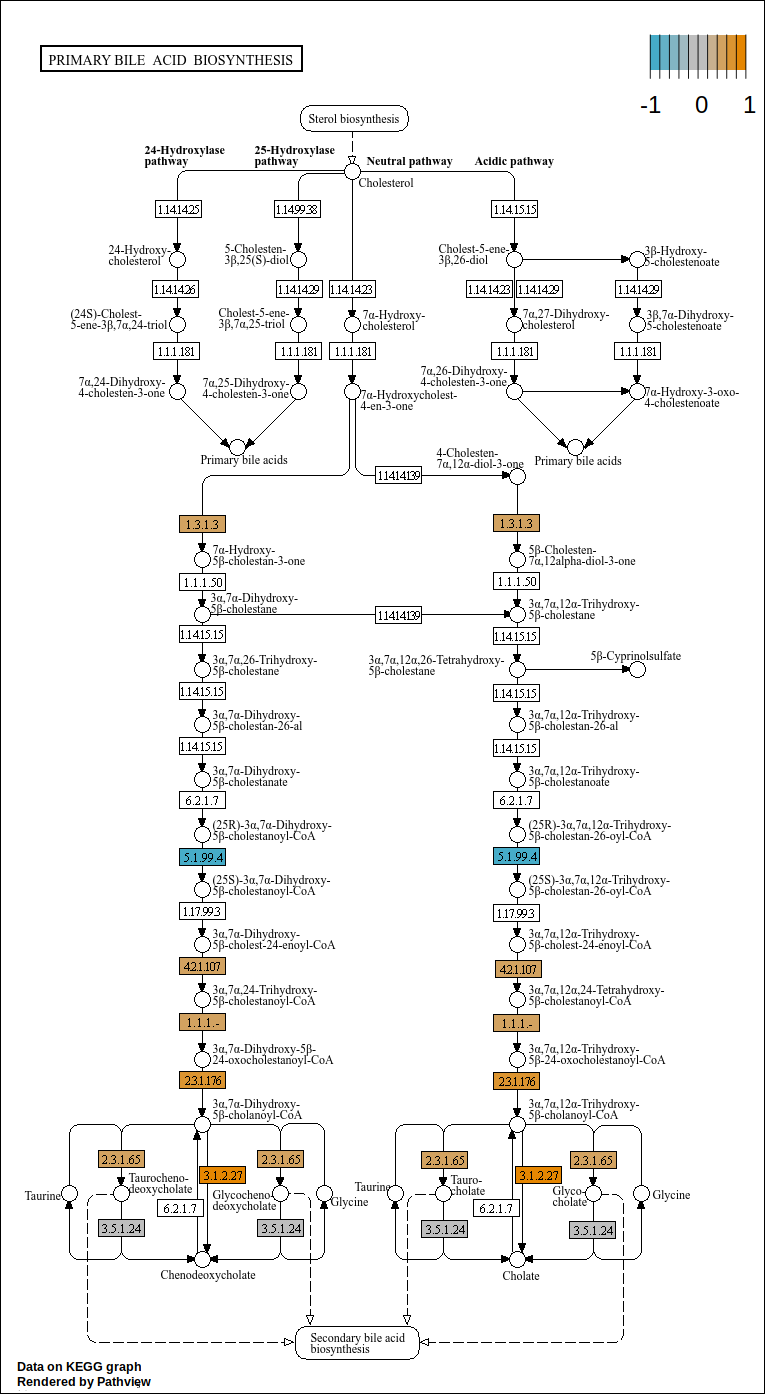 PRIMARY BILE ACID BIOSYNTHESIS
-1 0 1
Sterol biosynthesis
24-Hydroxylase
pathway
25-Hydroxylase
pathway
Neutral pathway
Acidic pathway
Cholesterol
1.14.14.25
1.14.99.38
1.14.15.15
24-Hydroxy-
cholesterol
5-Cholesten-
3β,25(S)-diol
Cholest-5-ene-
3β,26-diol
3β-Hydroxy-
5-cholestenoate
1.14.14.26
1.14.14.29
1.14.14.23
1.14.14.23
1.14.14.29
1.14.14.29
(24S)-Cholest-
5-ene-3β,7α,24-triol
Cholest-5-ene-
3β,7α,25-triol
7α-Hydroxy-
cholesterol
7α,27-Dihydroxy-
cholesterol
3β,7α-Dihydroxy-
5-cholestenoate
1.1.1.181
1.1.1.181
1.1.1.181
1.1.1.181
1.1.1.181
7α,24-Dihydroxy-
4-cholesten-3-one
7α,25-Dihydroxy-
4-cholesten-3-one
7α-Hydroxycholest-
4-en-3-one
7α,26-Dihydroxy-
4-cholesten-3-one
7α-Hydroxy-3-oxo-
4-cholestenoate
Primary bile acids
Primary bile acids
4-Cholesten-
7α,12α-diol-3-one
1.14.14.139
1.3.1.3
1.3.1.3
7α-Hydroxy-
5β-cholestan-3-one
5β-Cholesten-
7α,12alpha-diol-3-one
1.1.1.50
1.1.1.50
3α,7α-Dihydroxy-
5β-cholestane
1.14.14.139
3α,7α,12α-Trihydroxy-
5β-cholestane
1.14.15.15
1.14.15.15
3α,7α,26-Trihydroxy-
5β-cholestane
3α,7α,12α,26-Tetrahydroxy-
5β-cholestane
5β-Cyprinolsulfate
1.14.15.15
1.14.15.15
3α,7α-Dihydroxy-
5β-cholestan-26-al
3α,7α,12α-Trihydroxy-
5β-cholestan-26-al
1.14.15.15
1.14.15.15
3α,7α-Dihydroxy-
5β-cholestanate
3α,7α,12α-Trihydroxy-
5β-cholestanoate
6.2.1.7
6.2.1.7
(25R)-3α,7α-Dihydroxy-
5β-cholestanoyl-CoA
(25R)-3α,7α,12α-Trihydroxy-
5β-cholestan-26-oyl-CoA
5.1.99.4
5.1.99.4
(25S)-3α,7α-Dihydroxy-
5β-cholestanoyl-CoA
(25S)-3α,7α,12α-Trihydroxy-
5β-cholestan-26-oyl-CoA
1.17.99.3
1.17.99.3
3α,7α-Dihydroxy-
5β-cholest-24-enoyl-CoA
3α,7α,12α-Trihydroxy-
5β-cholest-24-enoyl-CoA
4.2.1.107
4.2.1.107
3α,7α,24-Trihydroxy-
5β-cholestanoyl-CoA
3α,7α,12α,24-Tetrahydroxy-
5β-cholestanoyl-CoA
1.1.1.-
1.1.1.-
3α,7α-Dihydroxy-5β-
24-oxocholestanoyl-CoA
3α,7α,12α-Trihydroxy-
5β-24-oxocholestanoyl-CoA
2.3.1.176
2.3.1.176
3α,7α-Dihydroxy-
5β-cholanoyl-CoA
3α,7α,12α-Trihydroxy-
5β-cholanoyl-CoA
2.3.1.65
3.1.2.27
2.3.1.65
2.3.1.65
3.1.2.27
2.3.1.65
Taurine
Taurocheno-
deoxycholate
Glycocheno-
deoxycholate
Glycine
Taurine
Tauro-
cholate
Glyco-
cholate
Glycine
6.2.1.7
6.2.1.7
3.5.1.24
3.5.1.24
3.5.1.24
3.5.1.24
Chenodeoxycholate
Cholate
Secondary bile acid
biosynthesis
Data on KEGG graph
Rendered by Pathview